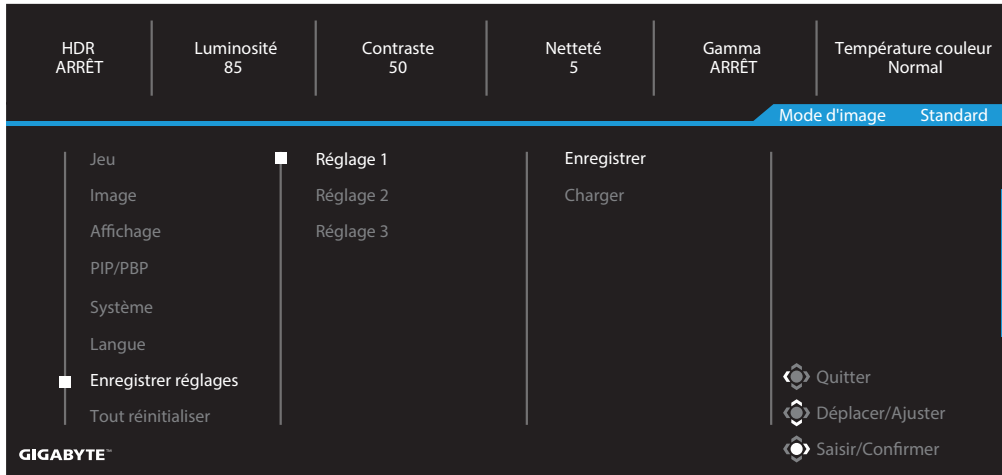 HDR
ARRÊT
Luminosité
85
Contraste
50
Netteté
5
Gamma
ARRÊT
Température couleur
Normal
Mode d'image Standard
Jeu
Image
Affichage
PIP/PBP
Système
Langue
Enregistrer réglages
Tout réinitialiser
Réglage 1
Réglage 2
Réglage 3
Enregistrer
Charger
Quitter
Déplacer/Ajuster
Saisir/Confirmer
GIGABYTE™